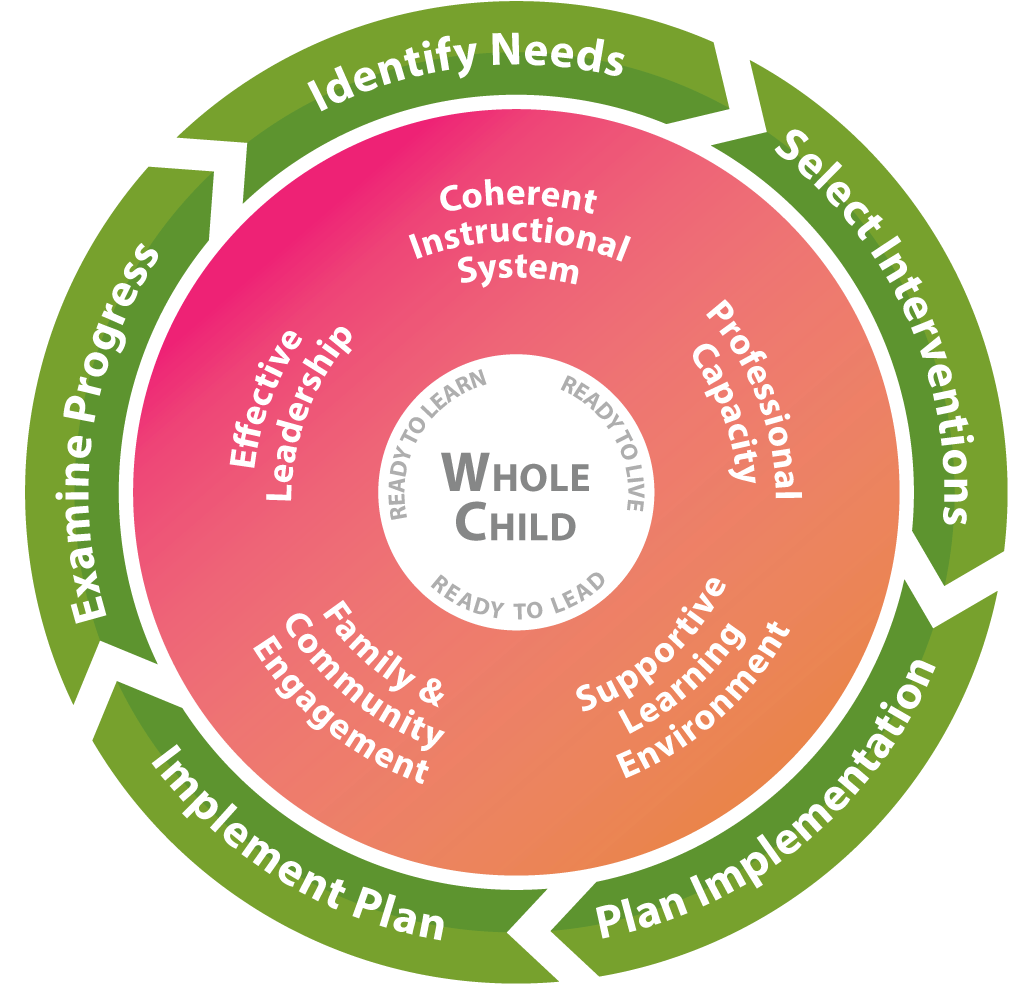 Identify Needs
Select Interventions
Plan Implementation
Implement Plan
Examine Progress
Coherent
Instructional
System
Professional
Capacity
Supportive
Learning
Environment
Family &
Community
Engagement
Effective
Leadership
READY TO LEARN
READY TO LIVE
READY TO LEAD
WHOLE
CHILD